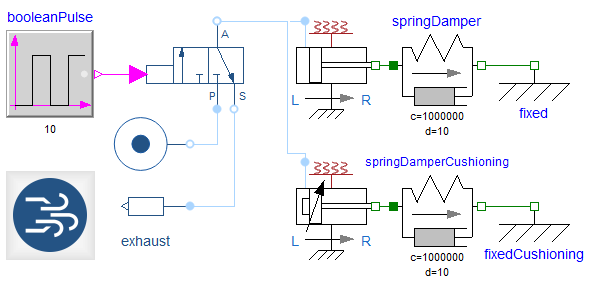 booleanPulse
10
A
T T
P S
exhaust
L R
springDamper
c=1000000
d=10
fixed
L R
springDamperCushioning
c=1000000
d=10
fixedCushioning